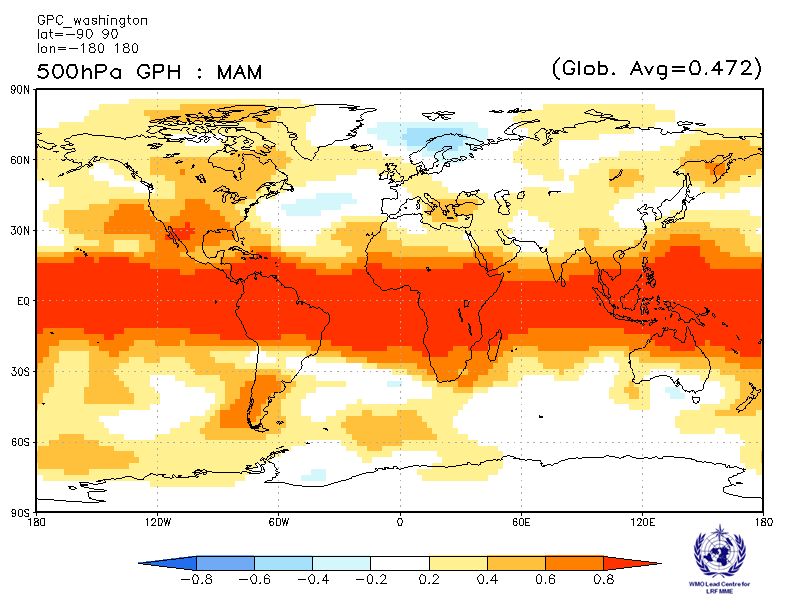 GPC_washington
lat=−90 90
lon=−180 180
500hPa GPH : MAM (Glob. Avg=0.472)
90N
60N
30N
EQ
30S
60S
90S
180 120W 60W 0 60E 120E 180
−0.8 −0.6 −0.4 −0.2 0.2 0.4 0.6 0.8
WMO Lead Centre for
LRF MME